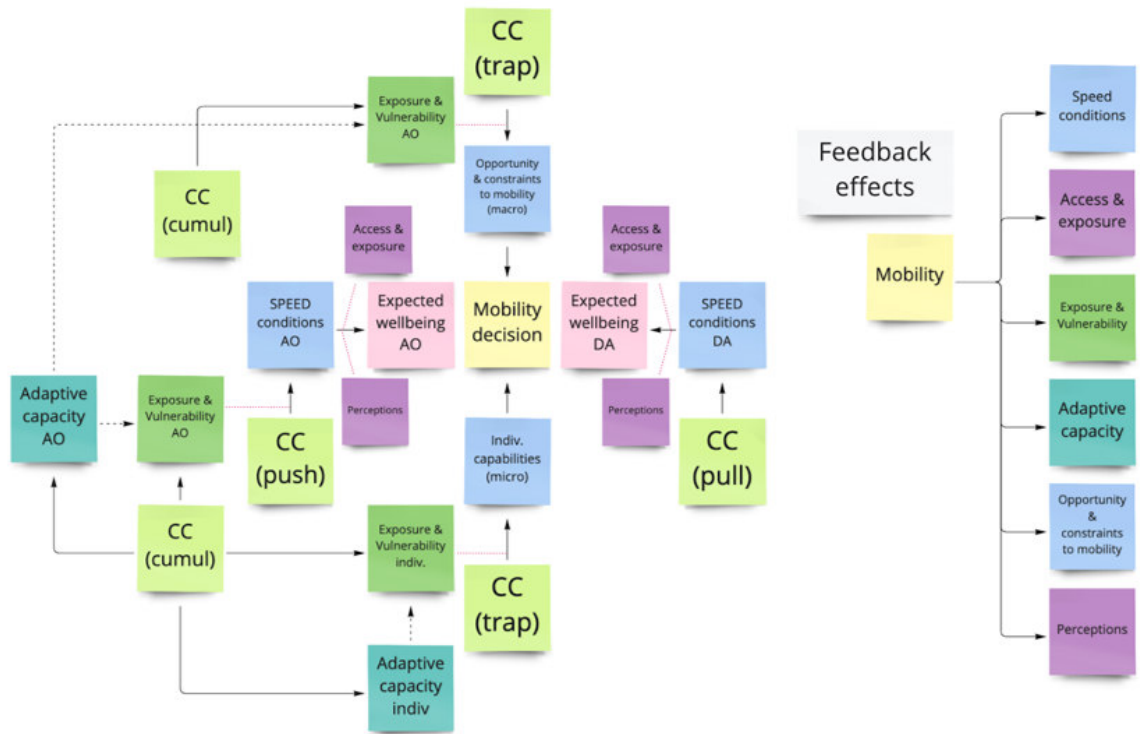 CC
(trap)
Exposure &
Vulnerability
AO
Opportunity
& constraints
to mobility
(macro)
CC
(cumul)
Access &
exposure
SPEED
conditions
AO
Expected
wellbeing
AO
Mobility
decision
Access &
exposure
Expected
wellbeing
DA
SPEED
conditions
DA
Adaptive
capacity
AO
Exposure &
Vulnerability
AO
CC
(push)
Perceptions
Indiv.
capabilities
(micro)
Perceptions
CC
(pull)
CC
(cumul)
Exposure &
Vulnerability
indiv.
CC
(trap)
Adaptive
capacity
indiv
Feedback
effects
Mobility
Speed
conditions
Access &
exposure
Exposure &
Vulnerability
Adaptive
capacity
Opportunity
&
constraints
to mobility
Perceptions